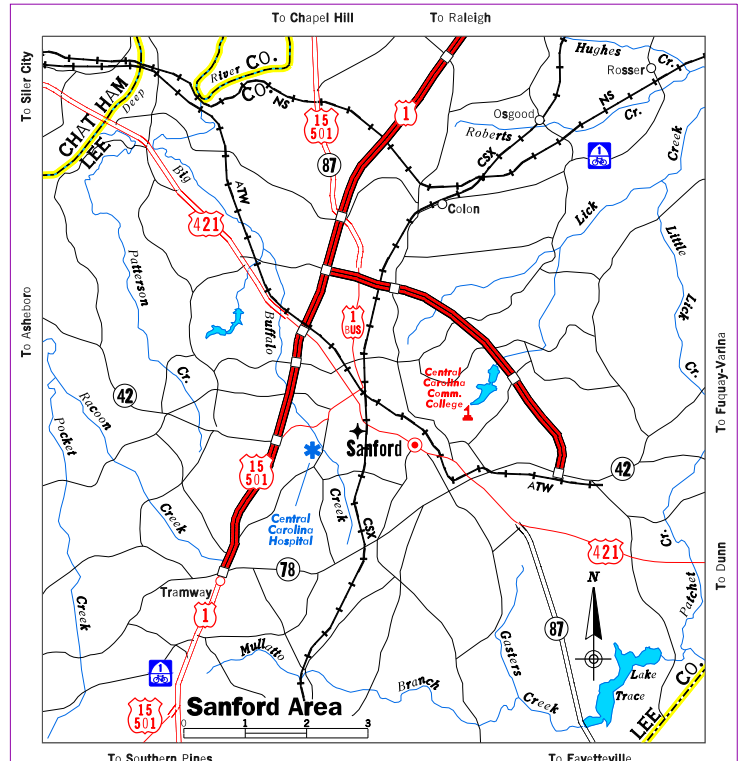 To Chapel Hill
To Raleigh
To Siler City
To Asheboro
To Fuquay-Varina
To Dunn
To Southern Pines
To Fayetteville
CHATHAM
CO.
LEE
CO.
Deep
River
NS
15
501
87
1
Hughes
Cr.
Rosser
Osgood
Roberts
Cr.
NS
CSX
1
Creek
Colon
Lick
Little
Lick
Cr.
Big
Buffalo
Creek
ATW
421
Patterson
Cr.
1
BUS.
Central
Carolina
Comm.
College
1
42
Racoon
Creek
Pocket
Creek
Sanford
15
501
42
ATW
Central
Carolina
Hospital
CSX
78
421
Tramway
1
N
87
Cr.
Patchet
Mullatto
Branch
Gasters
Creek
Lake
Trace
1
15
501
LEE CO.
Sanford Area
0 1 2 3